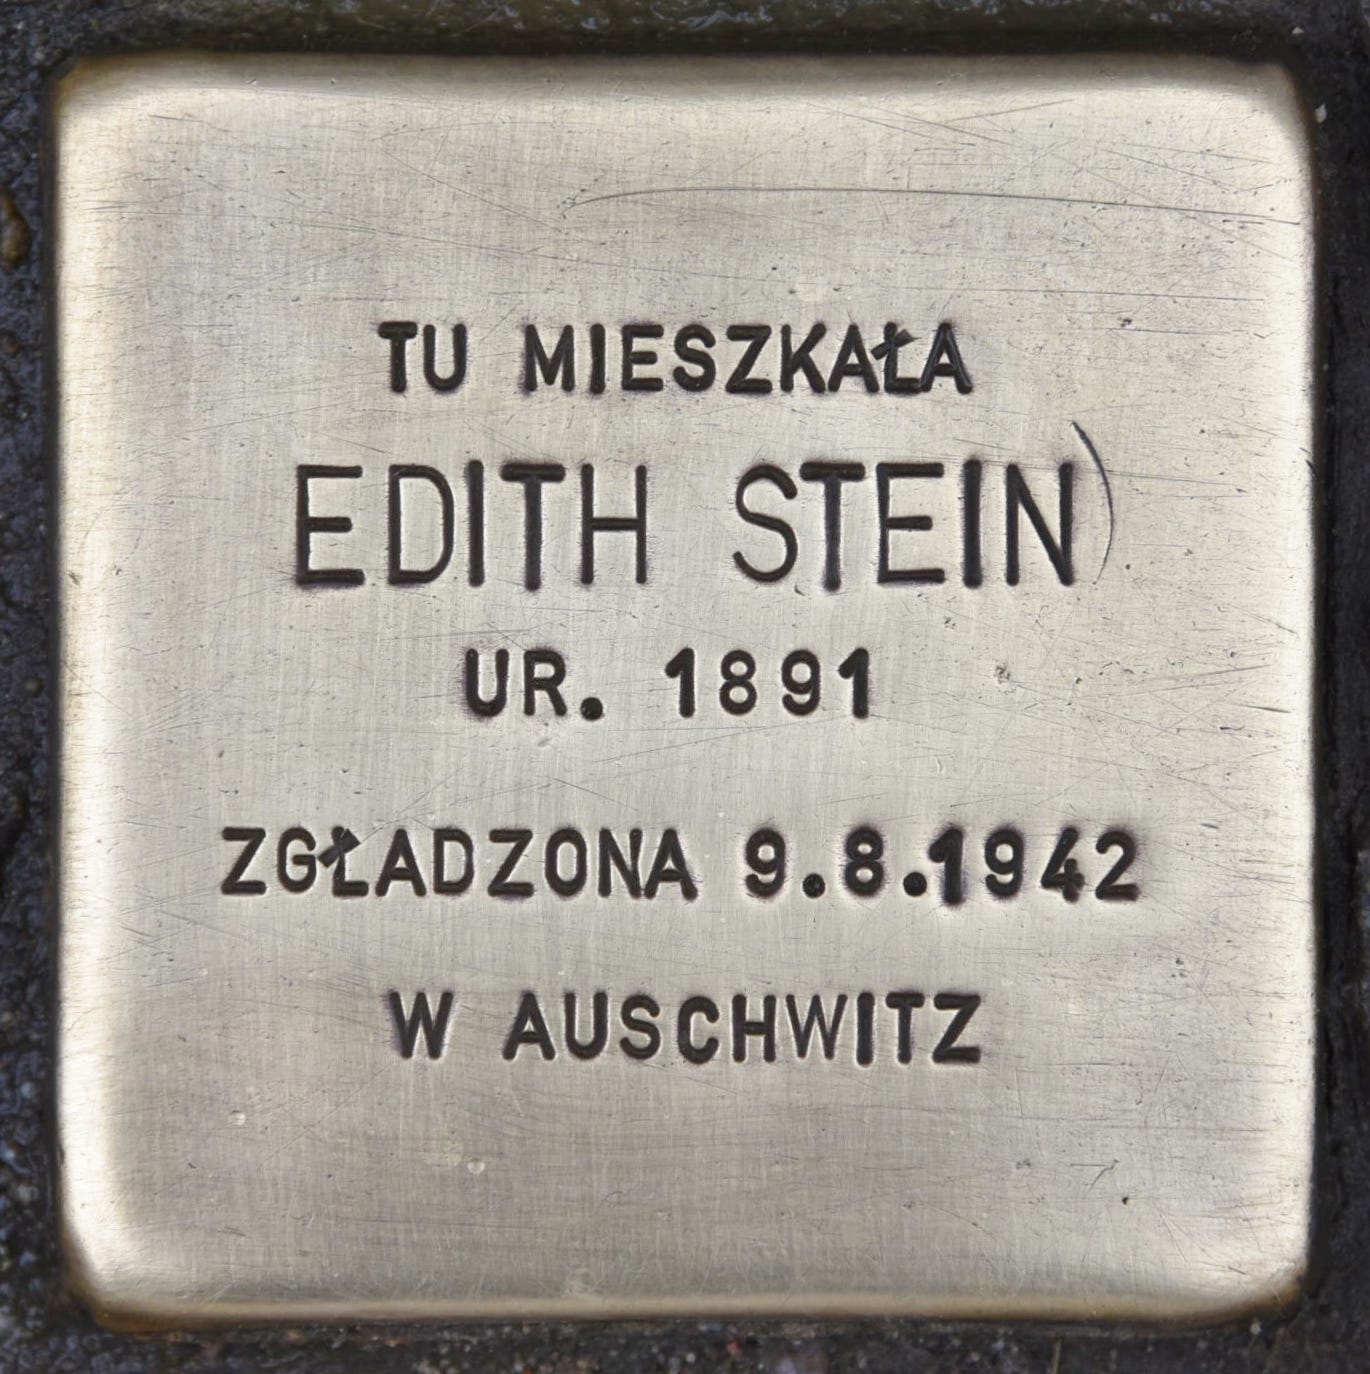 TU MIESZKAŁA
EDITH STEIN
UR. 1891
ZGŁADZONA 9.8.1942
W AUSCHWITZ